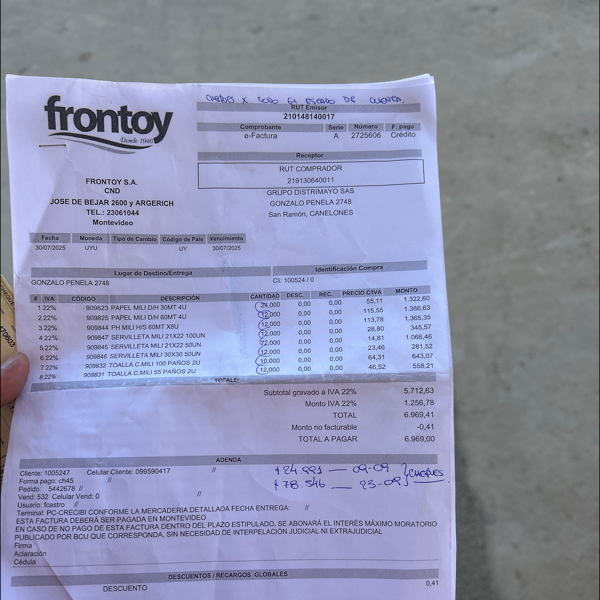 CHEQUES X TODO EL ESTADO DE CUENTA.
frontoy
Desde 1946
RUT Emisor
210148140017
Comprobante Serie Número F. pago
e-Factura A 2725606 Crédito
Receptor
RUT COMPRADOR
219130640011
GRUPO DISTRIMAYO SAS
GONZALO PENELA 2748
San Ramón, CANELONES
FRONTOY S.A.
CND
JOSE DE BEJAR 2600 y ARGERICH
TEL.: 23061044
Montevideo
Fecha Moneda Tipo de Cambio Código de País Vencimiento
30/07/2025 UYU UY 30/07/2025
Lugar de Destino/Entrega Identificación Compra
GONZALO PENELA 2748 CI: 100524 / 0
# IVA CÓDIGO DESCRIPCIÓN CANTIDAD DESC. REC. PRECIO C/IVA MONTO
1 22% 909823 PAPEL MILI D/H 30MT 4U 24,000 0,00 0,00 55,11 1.322,60
2 22% 909825 PAPEL MILI D/H 60MT 4U 12,000 0,00 0,00 115,55 1.386,63
3 22% 909844 PH MILI H/S 60MT X8U 12,000 0,00 0,00 113,78 1.365,35
4 22% 909847 SERVILLETA MILI 21X22 100UN 12,000 0,00 0,00 28,80 345,57
5 22% 909845 SERVILLETA MILI 21X22 50UN 12,000 0,00 0,00 14,81 1.068,46
6 22% 909846 SERVILLETA MILI 30X30 50UN 12,000 0,00 0,00 23,46 281,52
7 22% 909832 TOALLA C.MILI 100 PAÑOS 2U 10,000 0,00 0,00 64,31 643,07
8 22% 909831 TOALLA C.MILI 55 PAÑOS 2U 12,000 0,00 0,00 46,52 558,21
TOTALES
Subtotal gravado a IVA 22% 5.712,63
Monto IVA 22% 1.256,78
TOTAL 6.969,41
Monto no facturable -0,41
TOTAL A PAGAR 6.969,00
ADENDA
Cliente: 1005247 Celular Cliente: 099590417 //
Forma pago: ch45 //
Pedido: 5442678 //
Vend: 532 Celular Vend: 0 //
Usuario: fcastro //
Terminal: PC-CRECIBI CONFORME LA MERCADERIA DETALLADA FECHA ENTREGA: //
ESTA FACTURA DEBERÁ SER PAGADA EN MONTEVIDEO
EN CASO DE NO PAGO DE ESTA FACTURA DENTRO DEL PLAZO ESTIPULADO, SE ABONARÁ EL INTERÉS MÁXIMO MORATORIO
PUBLICADO POR BCU QUE CORRESPONDA, SIN NECESIDAD DE INTERPELACIÓN JUDICIAL NI EXTRAJUDICIAL
Firma
Aclaración
Cédula
09-09
78.546 — 23-09
CHEQUES
DESCUENTOS / RECARGOS GLOBALES
DESCUENTO 0,41